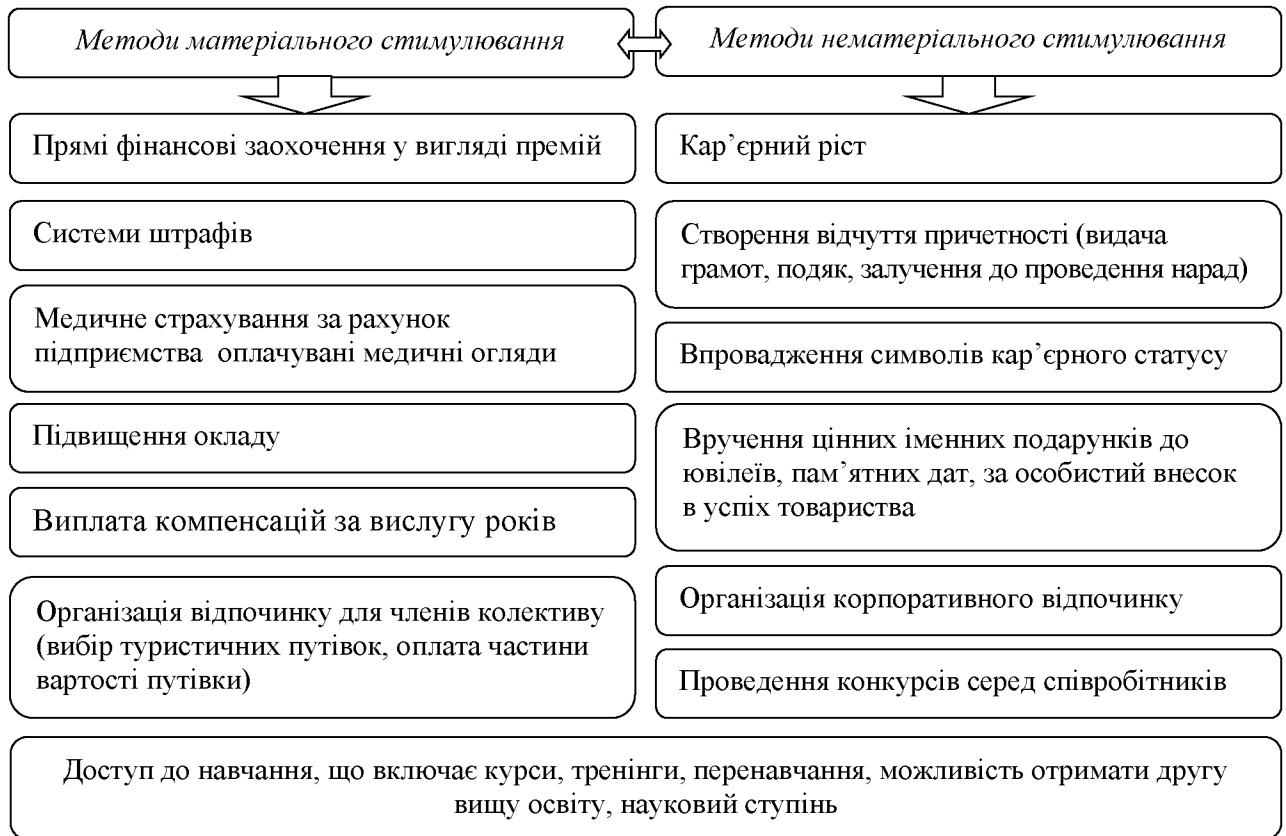 Методи матеріального стимулювання
Методи нематеріального стимулювання
Прямі фінансові заохочення у вигляді премій
Системи штрафів
Медичне страхування за рахунок
підприємства оплачувані медичні огляди
Підвищення окладу
Виплата компенсацій за вислугу років
Організація відпочинку для членів колективу
(вибір туристичних путівок, оплата частини
вартості путівки)
Кар’єрний ріст
Створення відчуття причетності (видача
грамот, подяк, залучення до проведення нарад)
Впровадження символів кар’єрного статусу
Вручення цінних іменних подарунків до
ювілеїв, пам’ятних дат, за особистий внесок
в успіх товариства
Організація корпоративного відпочинку
Проведення конкурсів серед співробітників
Доступ до навчання, що включає курси, тренінги, перенавчання, можливість отримати другу
вищу освіту, науковий ступінь